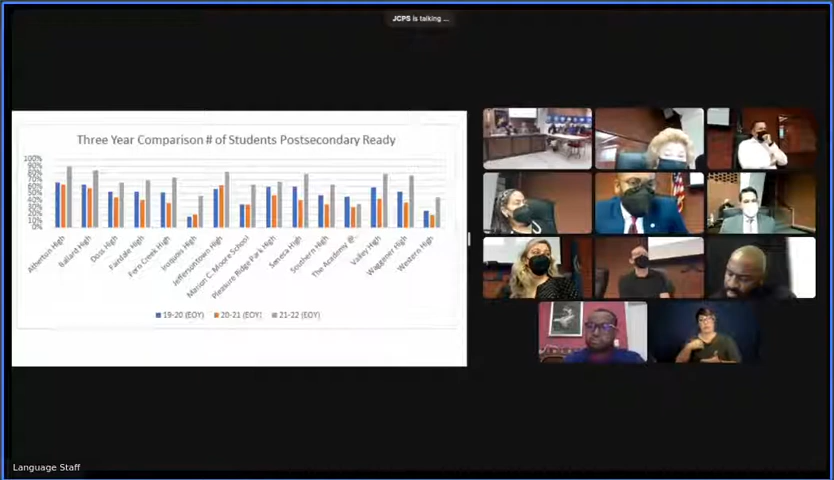 JCPS is talking ...
Three Year Comparison # of Students Postsecondary Ready
100%
90%
80%
70%
60%
50%
40%
30%
20%
10%
0%
Atherton High
Ballard High
Doss High
Fairdale High
Fern Creek High
Iroquois High
Jeffersontown High
Marion C. Moore School
Pleasure Ridge Park High
Seneca High
Southern High
The Academy @...
Valley High
Waggener High
Western High
19-20 (EOY) 20-21 (EOY) 21-22 (EOY)
Language Staff